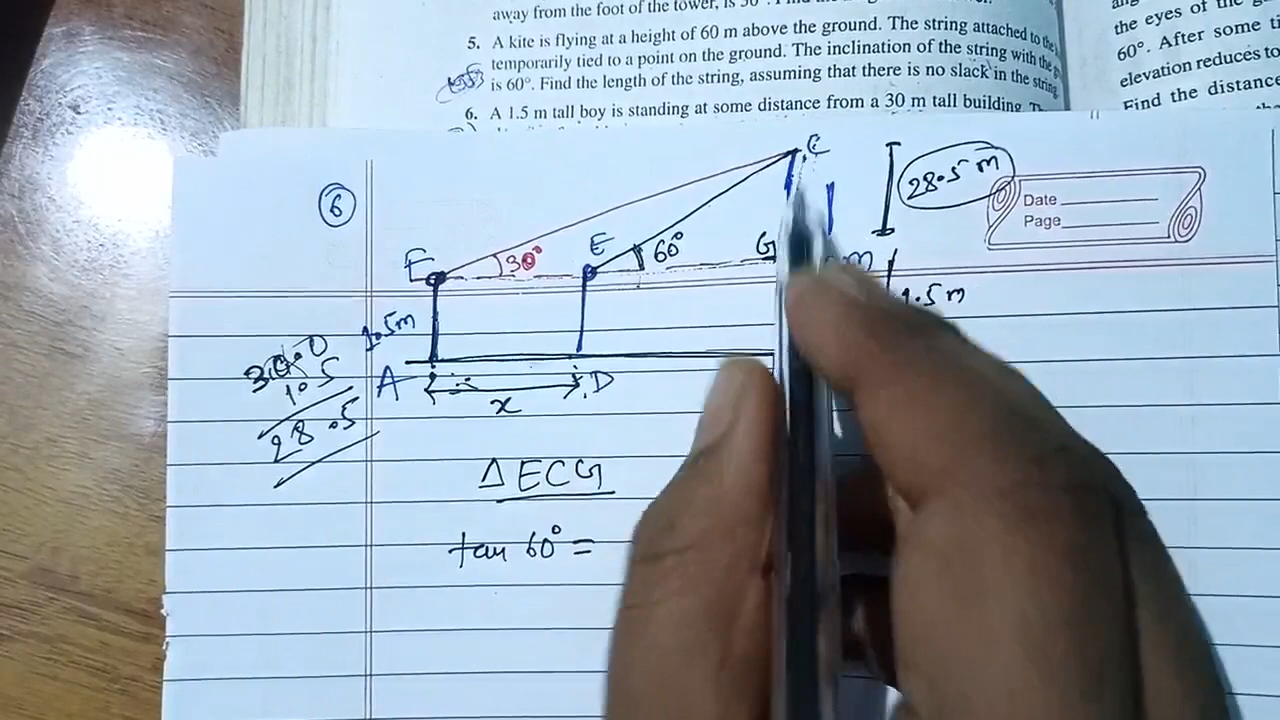 away from the foot of the tower, is 30°.
5. A kite is flying at a height of 60 m above the ground. The string attached to the
temporarily tied to a point on the ground. The inclination of the string with the
is 60°. Find the length of the string, assuming that there is no slack in the string.
6. A 1.5 m tall boy is standing at some distance from a 30 m tall building.
the eyes of the
60°. After some ti
elevation reduces to
Find the distance
6
C
28.5 m
Date
Page
F 30° E 60° G m
1.5m
1.5 m
A x D
30.0
1.5
28.5
Δ ECG
tan 60° =